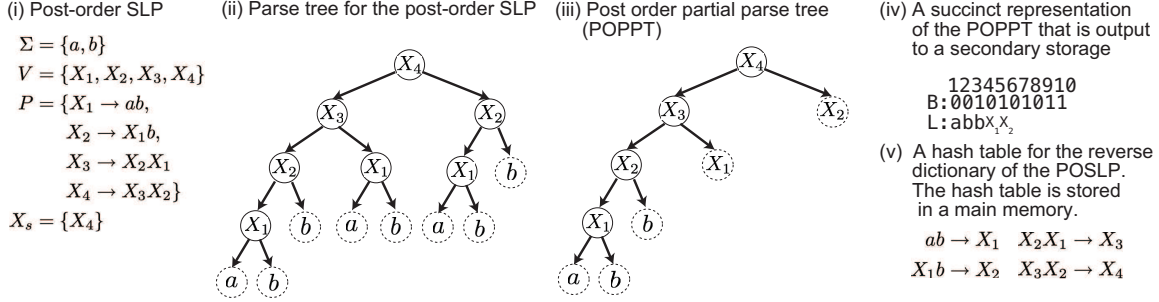 (i) Post-order SLP
Σ = {a, b}
V = {X₁, X₂, X₃, X₄}
P = {X₁ → ab,
X₂ → X₁b,
X₃ → X₂X₁
X₄ → X₃X₂}
Xₛ = {X₄}
(ii) Parse tree for the post-order SLP
X₄
X₃ X₂
X₂ X₁ X₁ b
X₁ b a b a b
a b
(iii) Post order partial parse tree
(POPPT)
X₄
X₃ X₂
X₂ X₁
X₁ b
a b
(iv) A succinct representation
of the POPPT that is output
to a secondary storage
12345678910
B:0010101011
L:abbX₁X₂
(v) A hash table for the reverse
dictionary of the POSLP.
The hash table is stored
in a main memory.
ab → X₁ X₂X₁ → X₃
X₁b → X₂ X₃X₂ → X₄